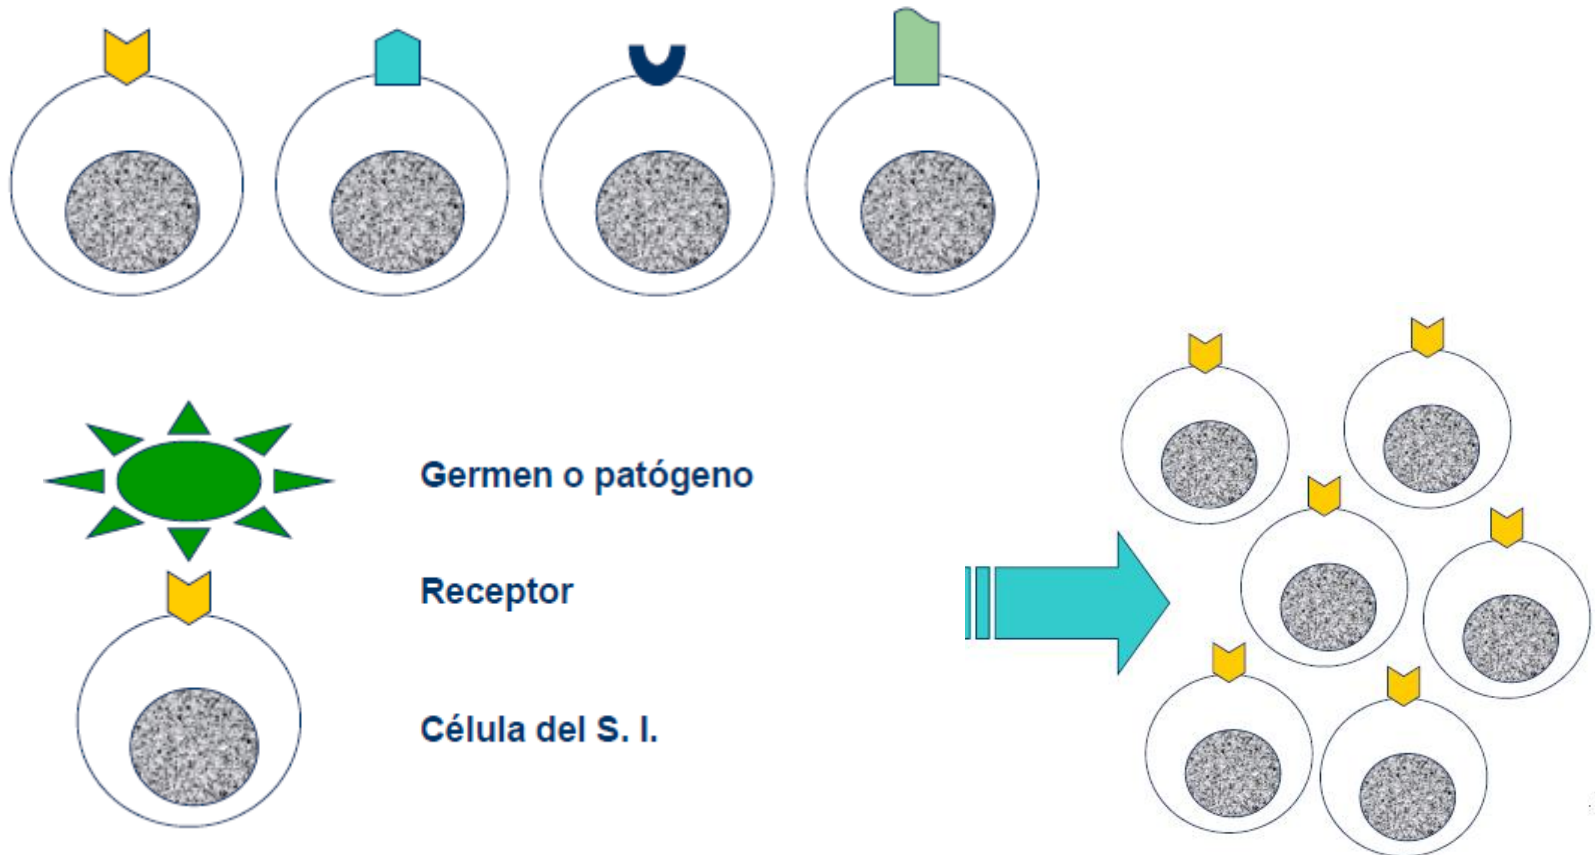 Germen o patógeno
Receptor
Célula del S. I.